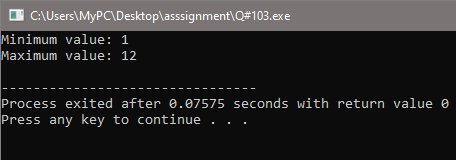 C:\Users\MyPC\Desktop\asssignment\Q#103.exe
Minimum value: 1
Maximum value: 12
--------------------------------
Process exited after 0.07575 seconds with return value 0
Press any key to continue . . .